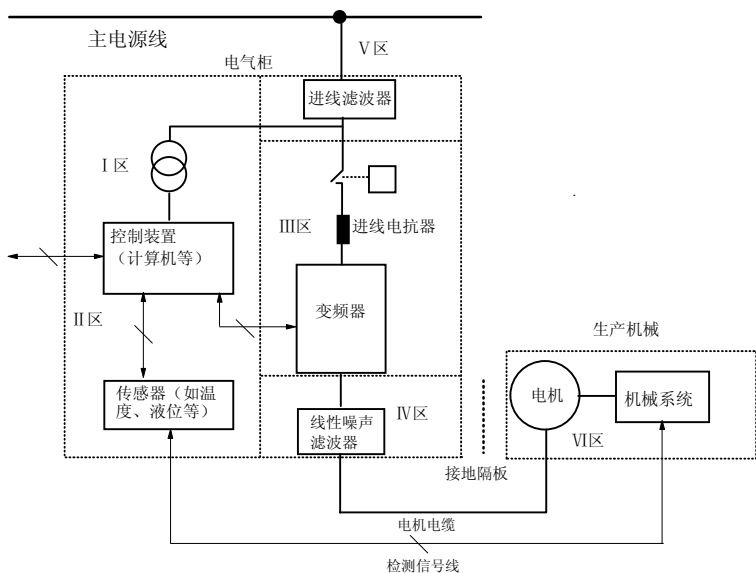 主电源线
V区
电气柜
进线滤波器
I区
III区
进线电抗器
控制装置
（计算机等）
变频器
II区
生产机械
传感器（如温
度、液位等）
线性噪声
滤波器
IV区
电机
机械系统
VI区
接地隔板
电机电缆
检测信号线